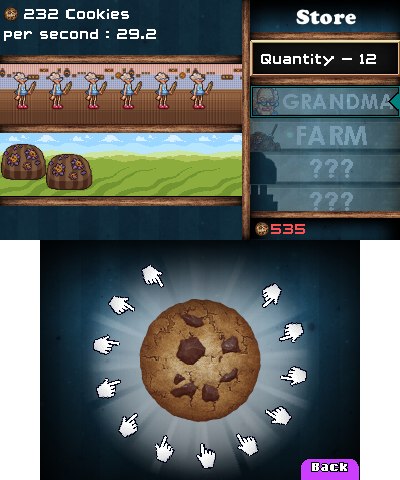 232 Cookies
per second : 29.2
Store
Quantity - 12
GRANDMA
FARM
???
???
535
Back